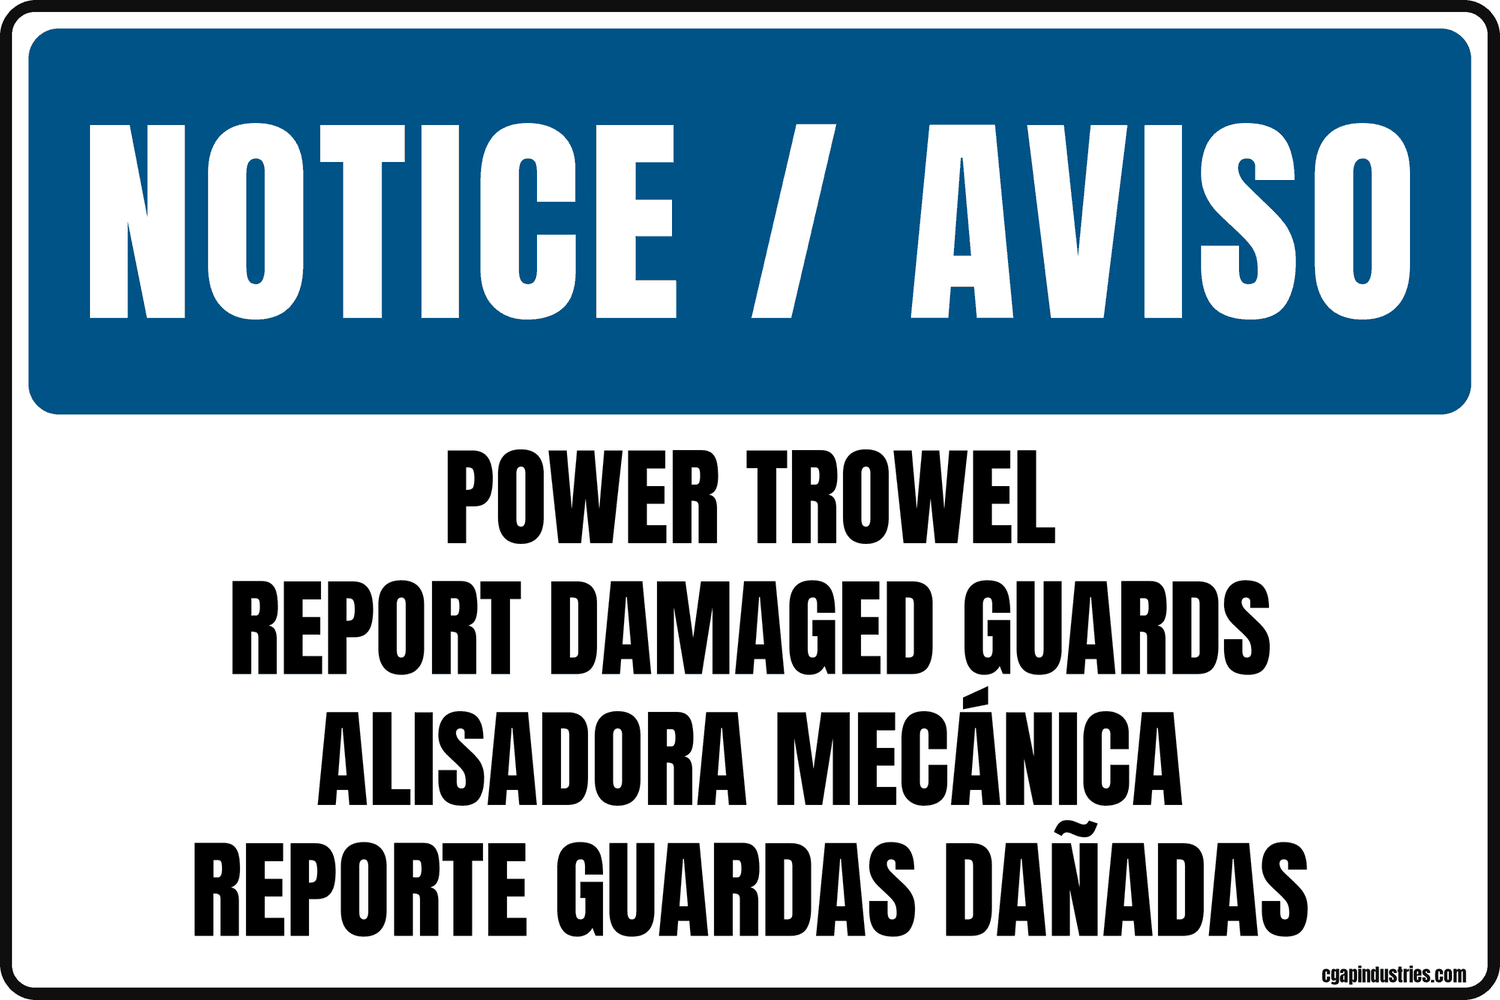 NOTICE / AVISO
POWER TROWEL
REPORT DAMAGED GUARDS
ALISADORA MECÁNICA
REPORTE GUARDAS DAÑADAS
cgapindustries.com